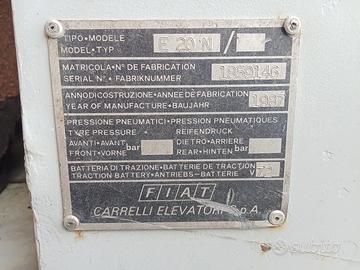 TIPO•MODELE
MODEL•TYP
E 20 N /
MATRICOLA•N° DE FABRICATION
SERIAL N°•FABRIKNUMMER
1859146
ANNO DI COSTRUZIONE•ANNEE DE FABRICATION
YEAR OF MANUFACTURE•BAUJAHR
PRESSIONE PNEUMATICI•PRESSION PNEUMATIQUES
TYRE PRESSURE REIFENDRUCK
AVANTI•AVANT bar DIETRO•ARRIERE bar
FRONT•VORNE REAR•HINTEN
BATTERIA DI TRAZIONE•BATTERIE DE TRACTION
TRACTION BATTERY•ANTRIEBS-BATTERIE V
FIAT
CARRELLI ELEVATORI S.p.A.
subito